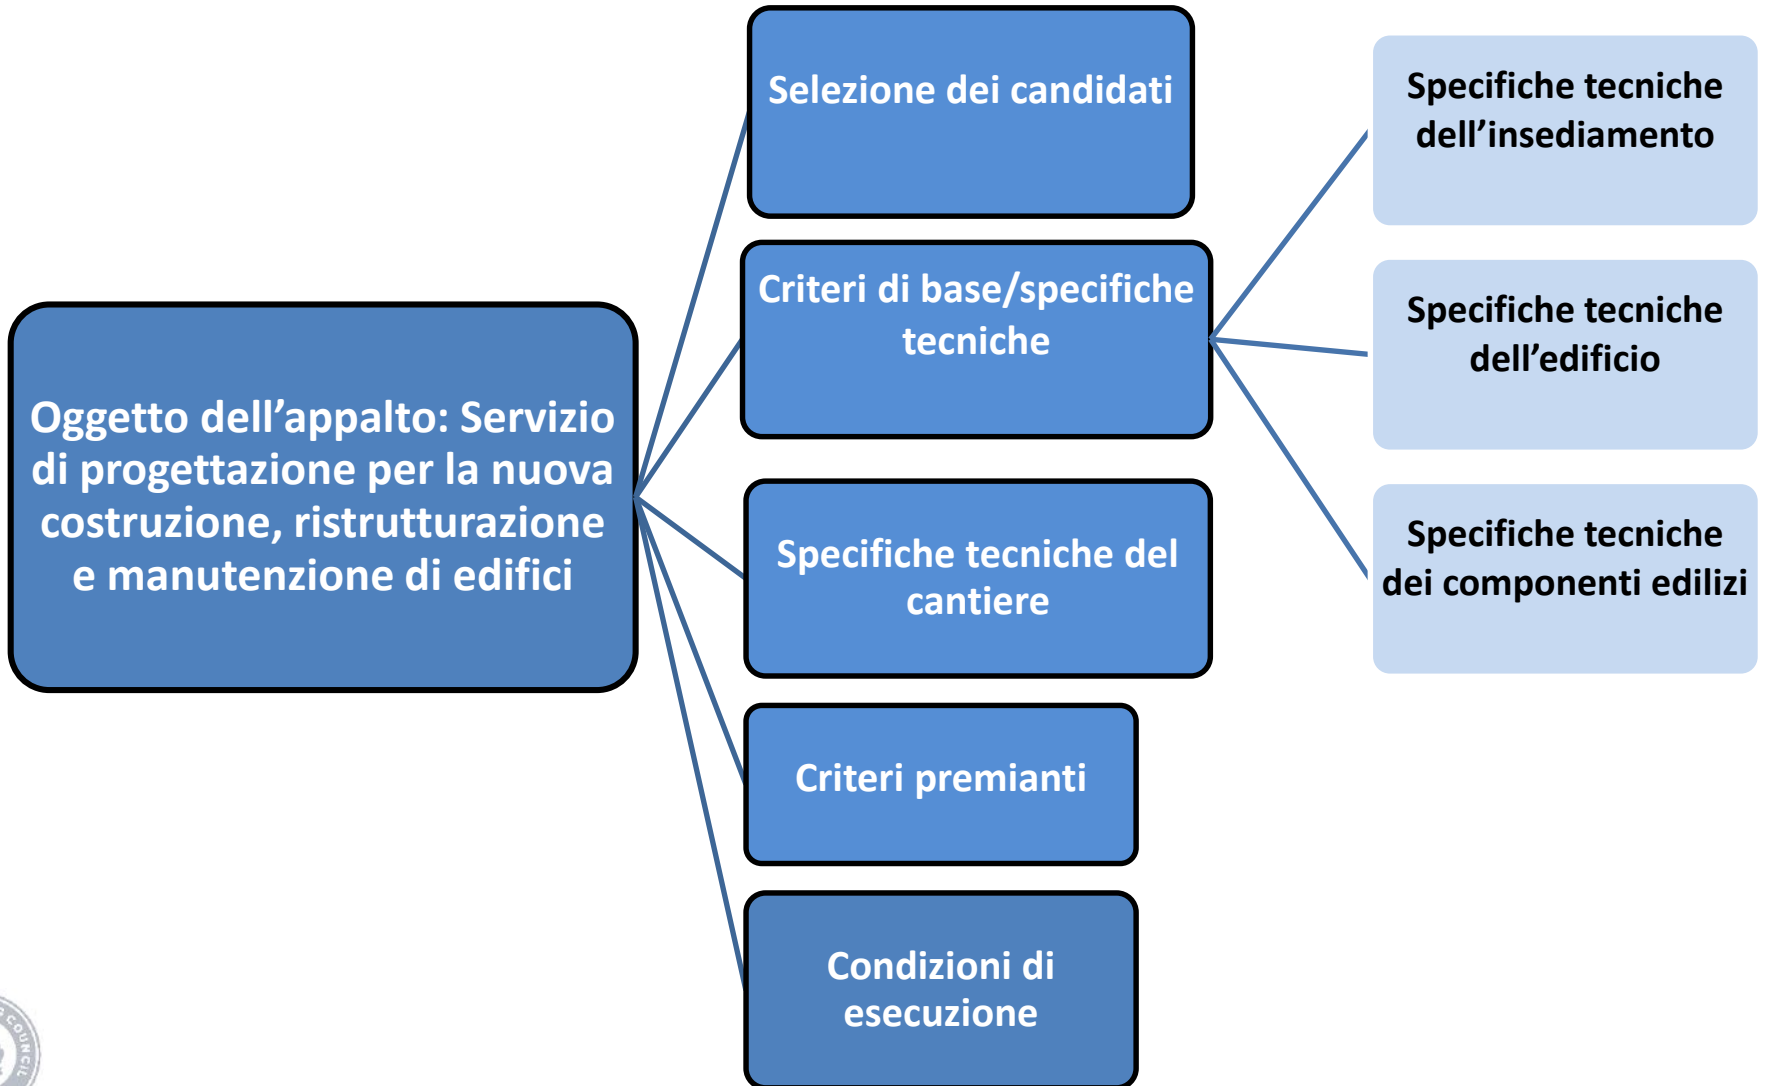 Oggetto dell’appalto: Servizio
di progettazione per la nuova
costruzione, ristrutturazione
e manutenzione di edifici
Selezione dei candidati
Criteri di base/specifiche
tecniche
Specifiche tecniche del
cantiere
Criteri premianti
Condizioni di
esecuzione
Specifiche tecniche
dell’insediamento
Specifiche tecniche
dell’edificio
Specifiche tecniche
dei componenti edilizi
COUNCIL